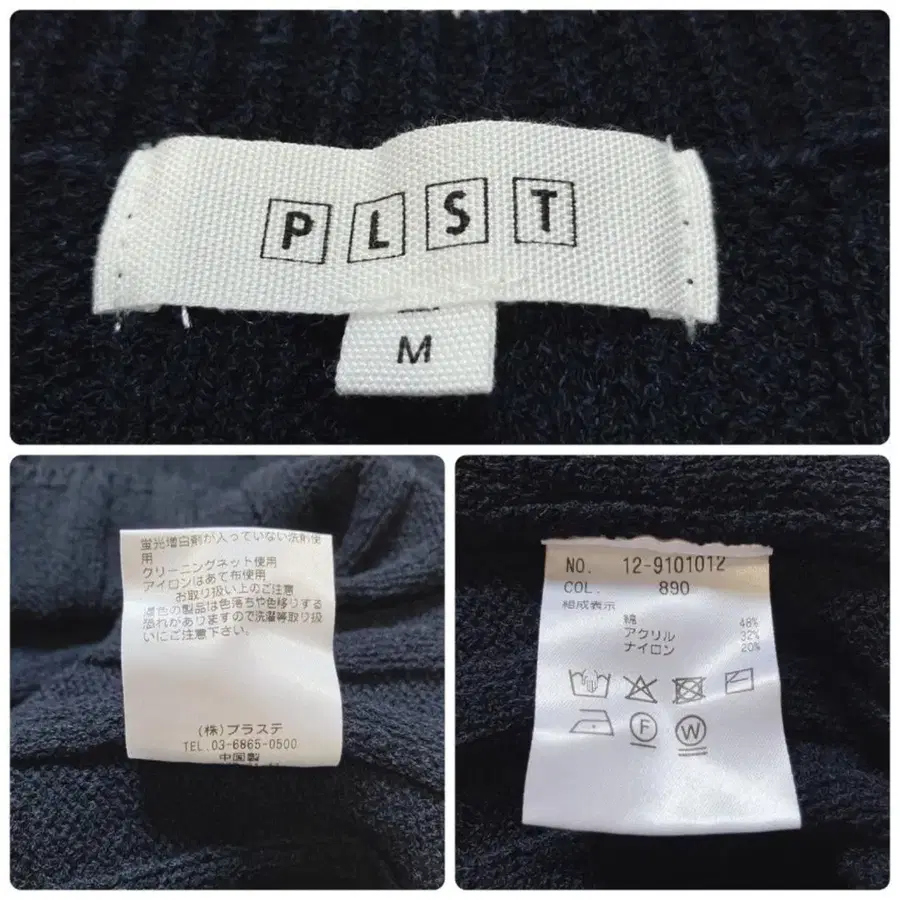 PLST
M
蛍光増白剤が入っていない洗剤使
用
クリーニングネット使用
アイロンはあて布使用
お取り扱い上のご注意
濃色の製品は色落ちや色移りする
恐れがありますので洗濯等取り扱
いにご注意下さい。
(株)プラステ
TEL.03-6865-0500
中国製
NO. 12-9101012
COL. 890
組成表示
綿 48%
アクリル 32%
ナイロン 20%
F W